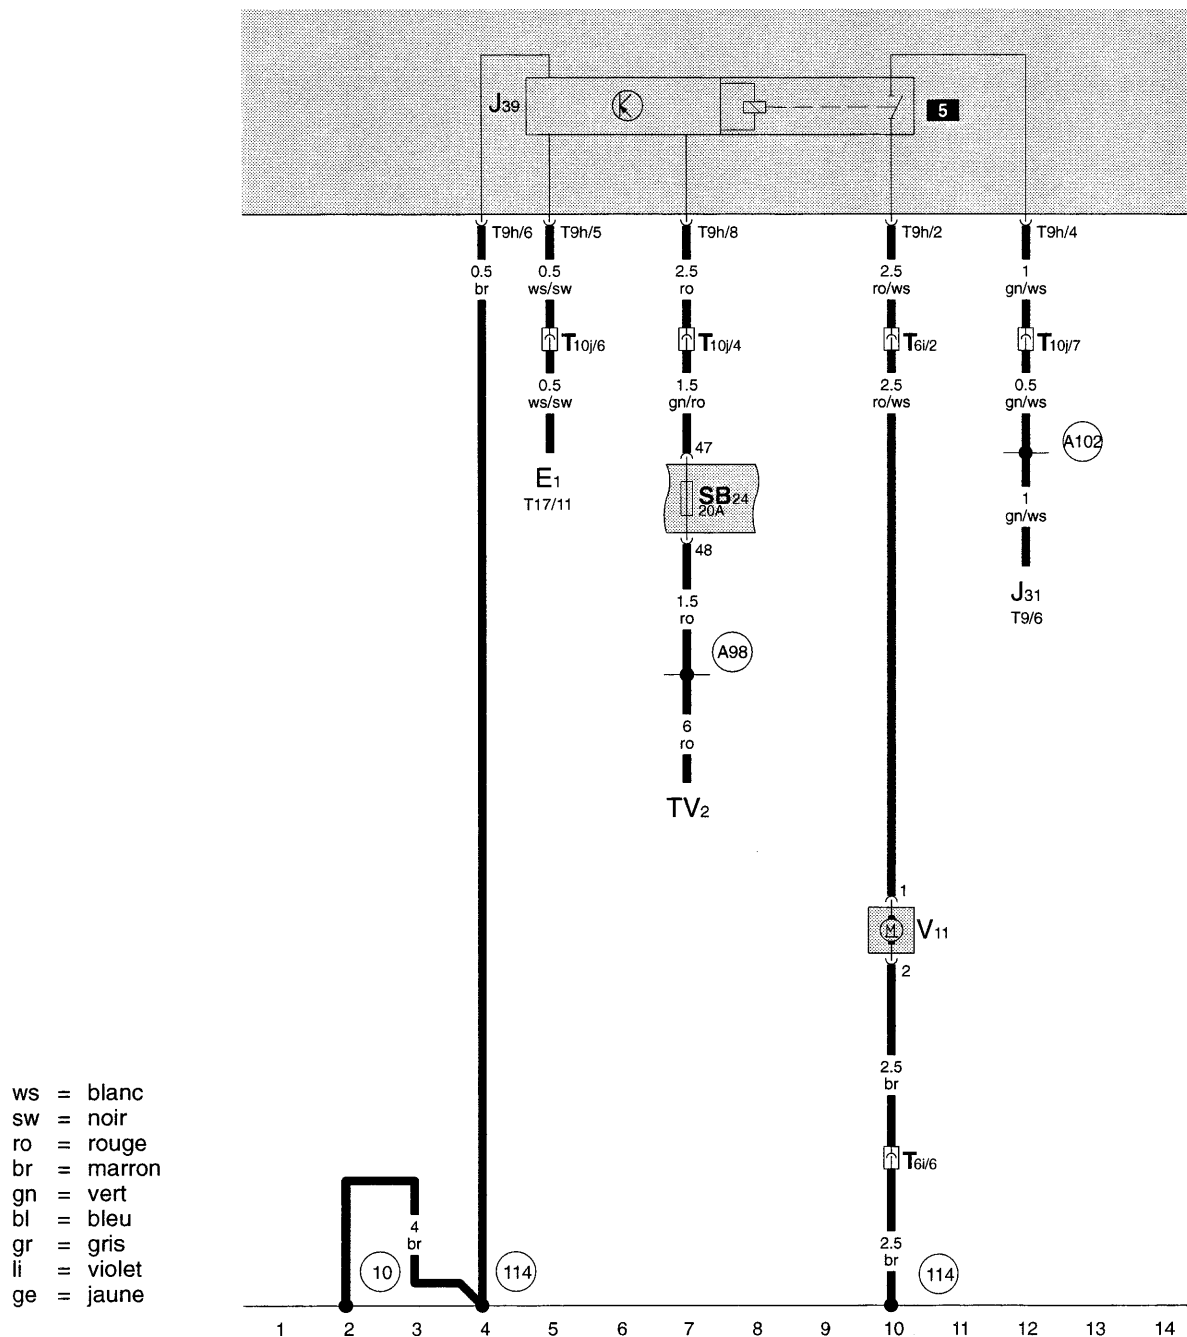 J39
5
T9h/6 T9h/5 T9h/8 T9h/2 T9h/4
0.5 0.5 2.5 2.5 1
br ws/sw ro ro/ws gn/ws
T10j/6 T10j/4 T6i/2 T10j/7
0.5 1.5 2.5 0.5
ws/sw gn/ro ro/ws gn/ws
A102
47
E1
T17/11
SB24
20A
1
gn/ws
48
J31
T9/6
1.5
ro
A98
6
ro
TV2
1
M
V11
2
2.5
br
T6i/6
ws = blanc
sw = noir
ro = rouge
br = marron
gn = vert
bl = bleu
gr = gris
li = violet
ge = jaune
4
br
2.5
br
10 114 114
1 2 3 4 5 6 7 8 9 10 11 12 13 14